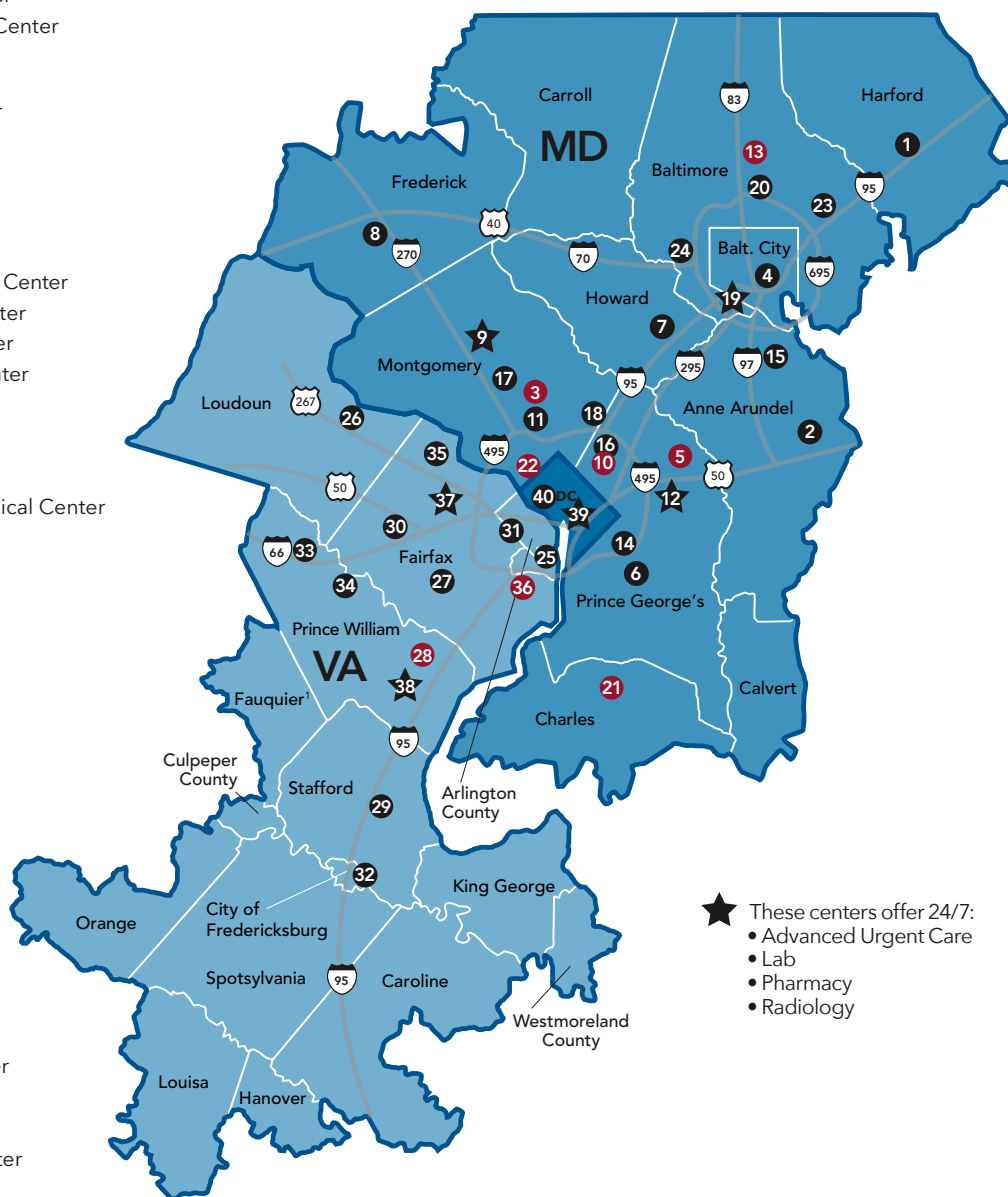 Center
Center
ter
ter
ical Center
ter
Carroll
Harford
MD
83
1
13
Baltimore
20
Frederick
95
23
40
8
270
70
24
Balt. City
4
695
Howard
19
7
9
Montgomery
295
97
15
17
3
95
Loudoun
267
26
11
18
Anne Arundel
2
35
495
16
22
10
5
495
50
50
37
40
DC
12
39
30
31
66
33
Fairfax
25
14
34
27
36
6
Prince George's
Prince William
28
VA
38
21
Fauquier¹
Calvert
Charles
95
Culpeper
County
Stafford
29
Arlington
County
32
King George
Orange
City of
Fredericksburg
Spotsylvania
95
Caroline
Westmoreland
County
Louisa
Hanover
These centers offer 24/7:
• Advanced Urgent Care
• Lab
• Pharmacy
• Radiology